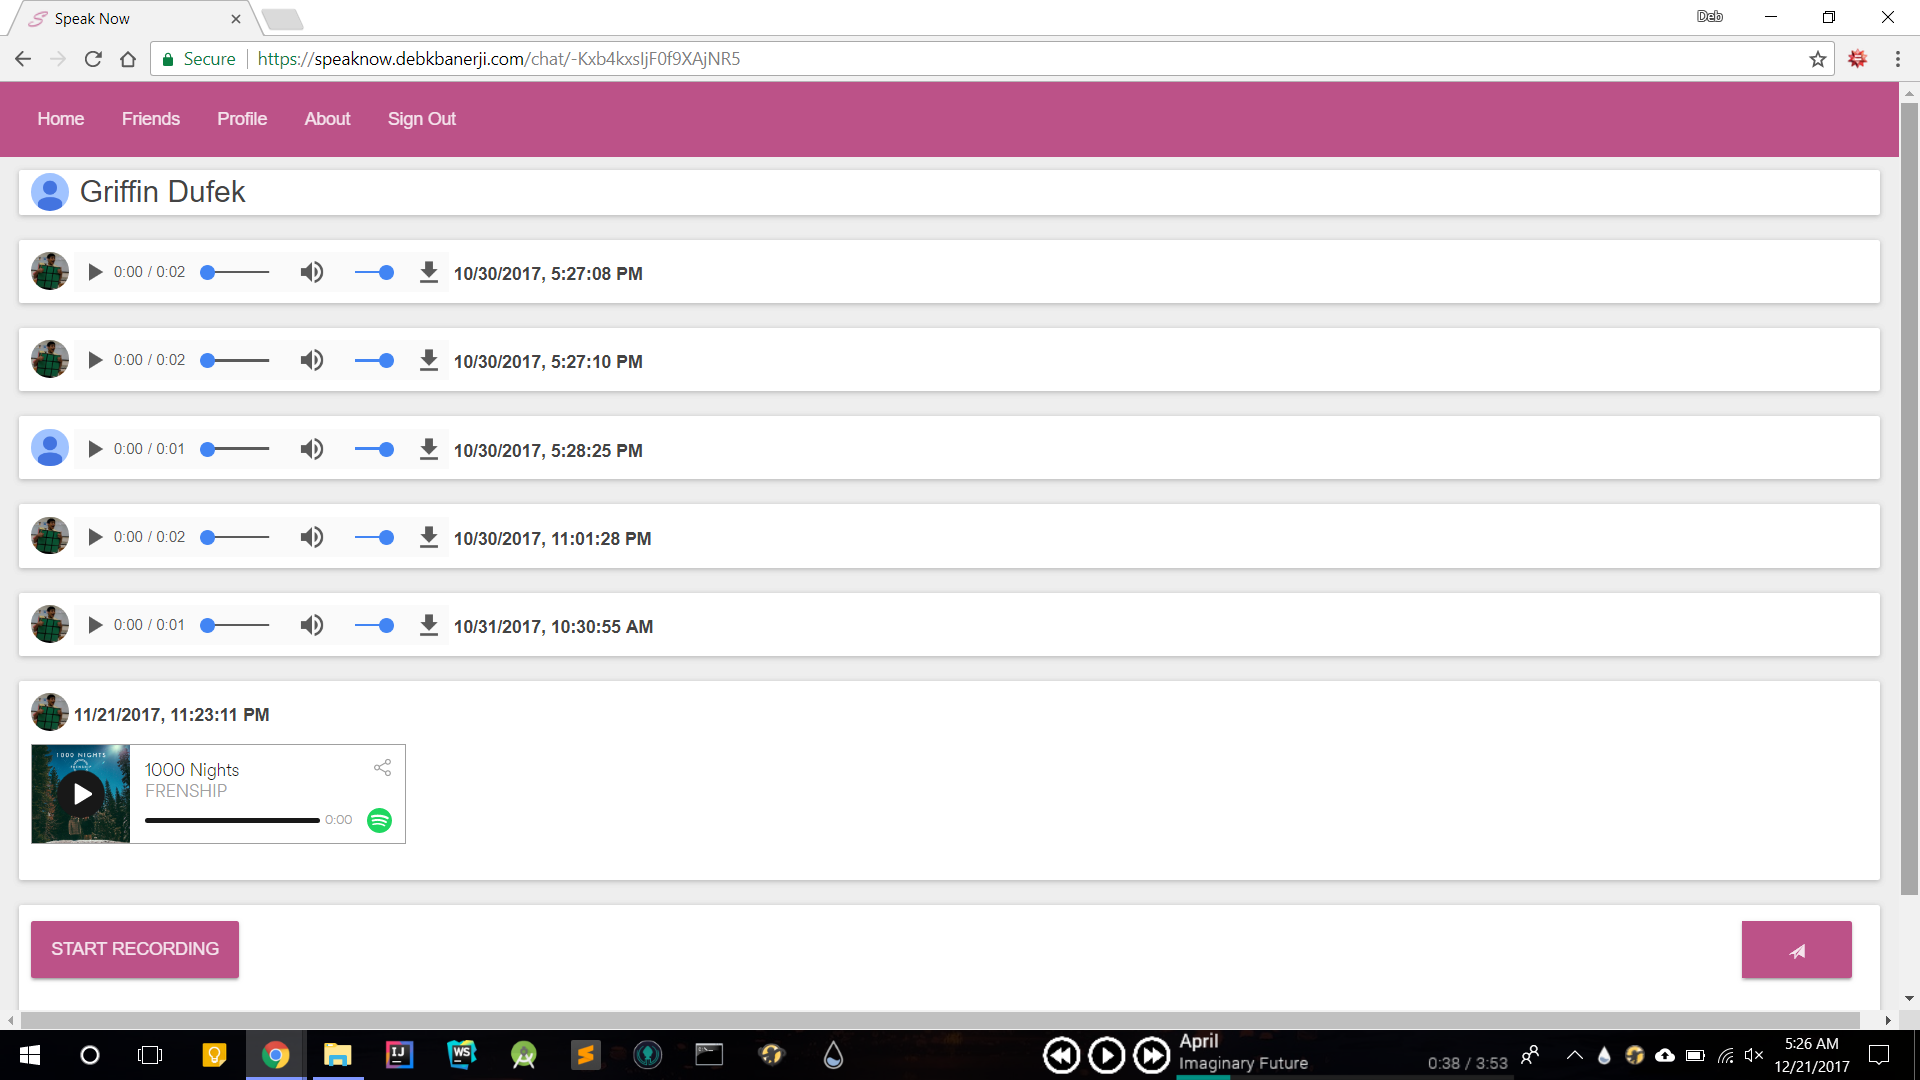 Speak Now
Deb
Secure
https://speaknow.debkbanerji.com/chat/-Kxb4kxsIjF0f9XAjNR5
Home Friends Profile About Sign Out
Griffin Dufek
0:00 / 0:02 10/30/2017, 5:27:08 PM
0:00 / 0:02 10/30/2017, 5:27:10 PM
0:00 / 0:01 10/30/2017, 5:28:25 PM
0:00 / 0:02 10/30/2017, 11:01:28 PM
0:00 / 0:01 10/31/2017, 10:30:55 AM
11/21/2017, 11:23:11 PM
1000 NIGHTS
FRENSHIP
1000 Nights
FRENSHIP
0:00
START RECORDING
IJ
WS
April
Imaginary Future
0:38 / 3:53
5:26 AM
12/21/2017